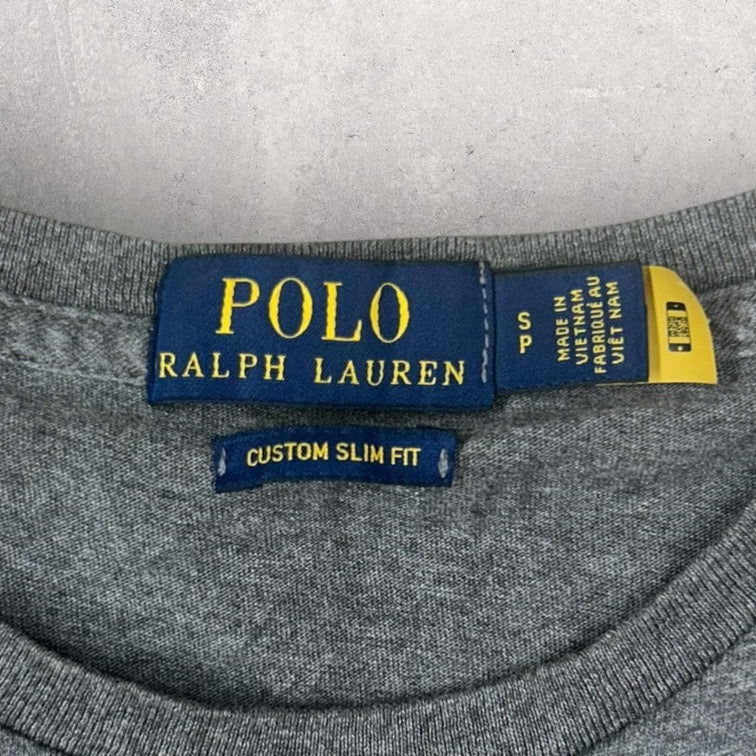 POLO
RALPH LAUREN
S
P
MADE IN
VIETNAM
FABRIQUÉ AU
VIÊT NAM
CUSTOM SLIM FIT